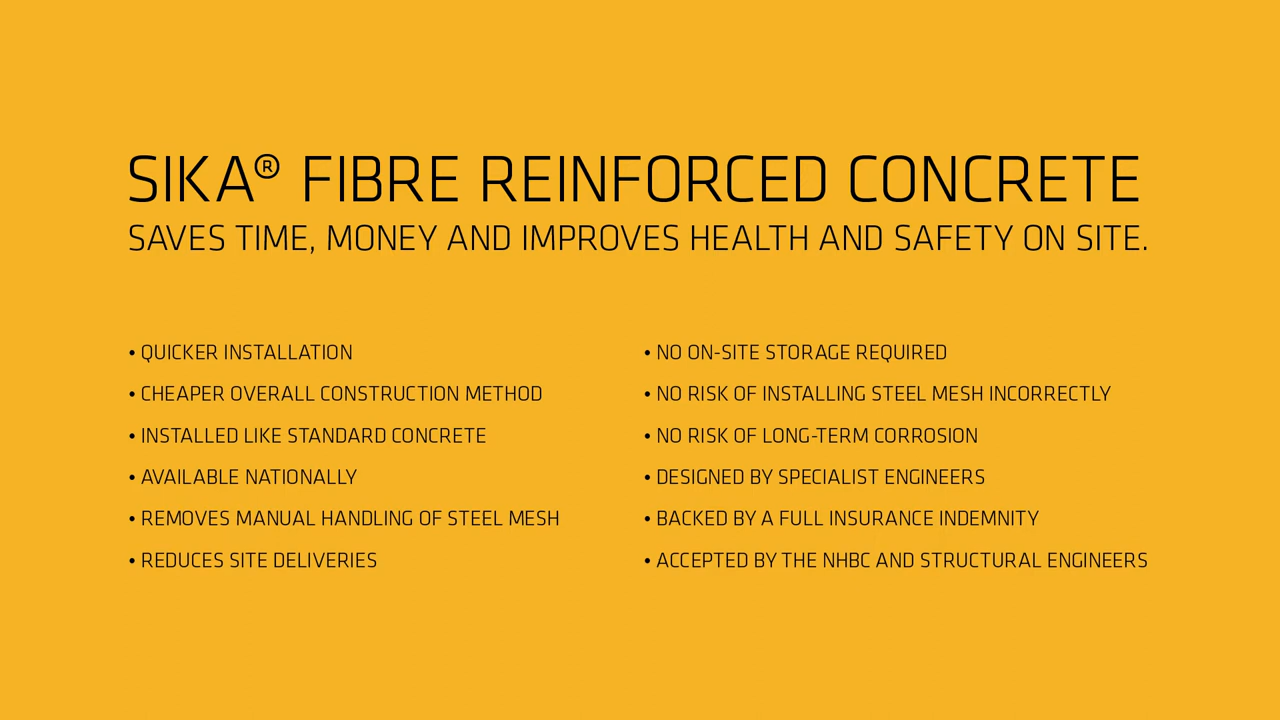 SIKA® FIBRE REINFORCED CONCRETE
SAVES TIME, MONEY AND IMPROVES HEALTH AND SAFETY ON SITE.
• QUICKER INSTALLATION
• CHEAPER OVERALL CONSTRUCTION METHOD
• INSTALLED LIKE STANDARD CONCRETE
• AVAILABLE NATIONALLY
• REMOVES MANUAL HANDLING OF STEEL MESH
• REDUCES SITE DELIVERIES
• NO ON-SITE STORAGE REQUIRED
• NO RISK OF INSTALLING STEEL MESH INCORRECTLY
• NO RISK OF LONG-TERM CORROSION
• DESIGNED BY SPECIALIST ENGINEERS
• BACKED BY A FULL INSURANCE INDEMNITY
• ACCEPTED BY THE NHBC AND STRUCTURAL ENGINEERS